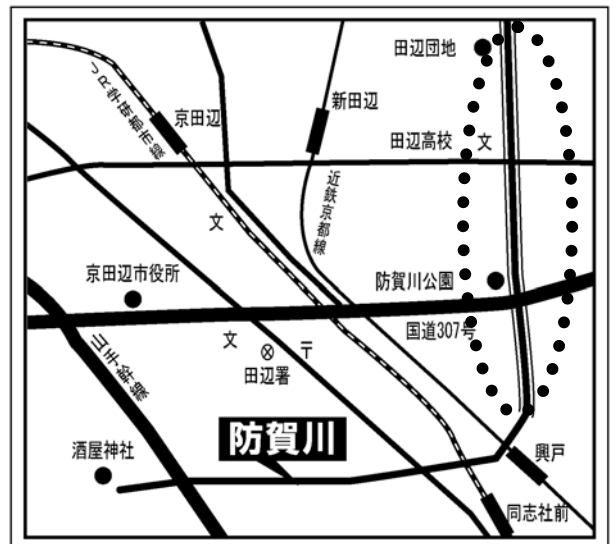 田辺団地
新田辺
京田辺
JR学研都市線
田辺高校
文
近鉄京都線
文
京田辺市役所
防賀川公園
国道307号
文
〒
田辺署
山手幹線
防賀川
酒屋神社
興戸
同志社前